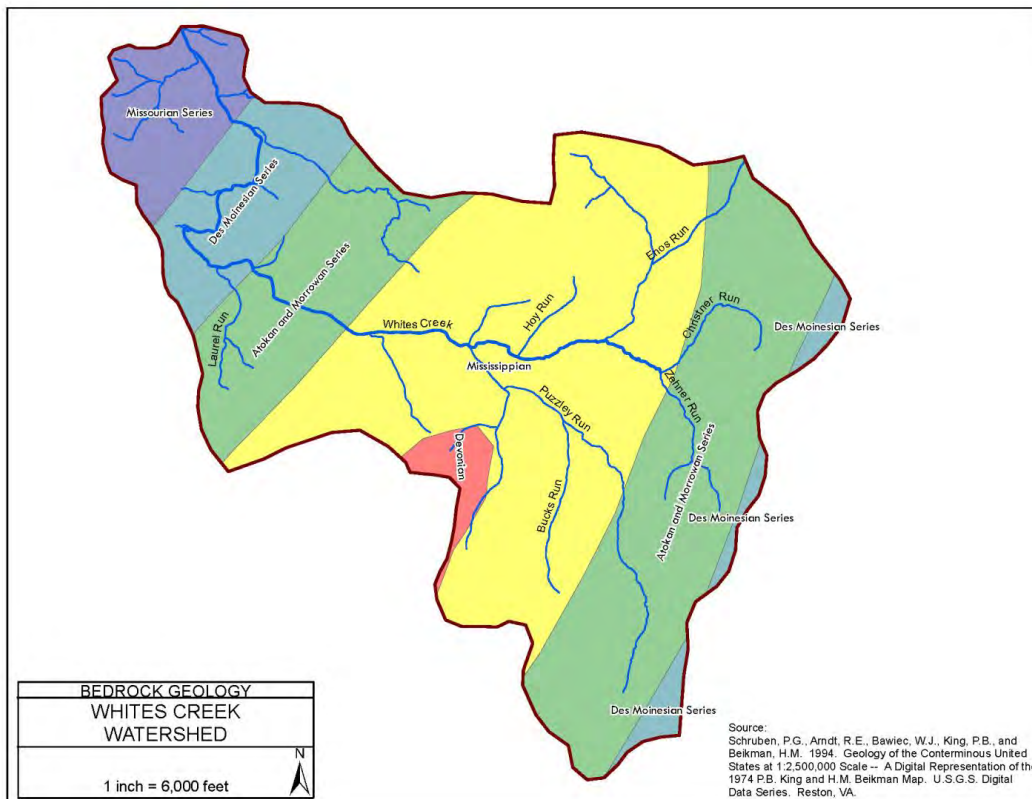 Missourian Series
Des Moinesian Series
Atokan and Morrowan Series
Laurel Run
Whites Creek
Hoy Run
Enos Run
Mississippian
Christner Run
Des Moinesian Series
Zehner Run
Puzzley Run
Devonian
Bucks Run
Atokan and Morrowan Series
Des Moinesian Series
Des Moinesian Series
BEDROCK GEOLOGY
WHITES CREEK
WATERSHED
N
1 inch = 6,000 feet
Source:
Schruben, P.G., Arndt, R.E., Bawiec, W.J., King, P.B., and
Beikman, H.M. 1994. Geology of the Conterminous United
States at 1:2,500,000 Scale -- A Digital Representation of the
1974 P.B. King and H.M. Beikman Map. U.S.G.S. Digital
Data Series. Reston, VA.